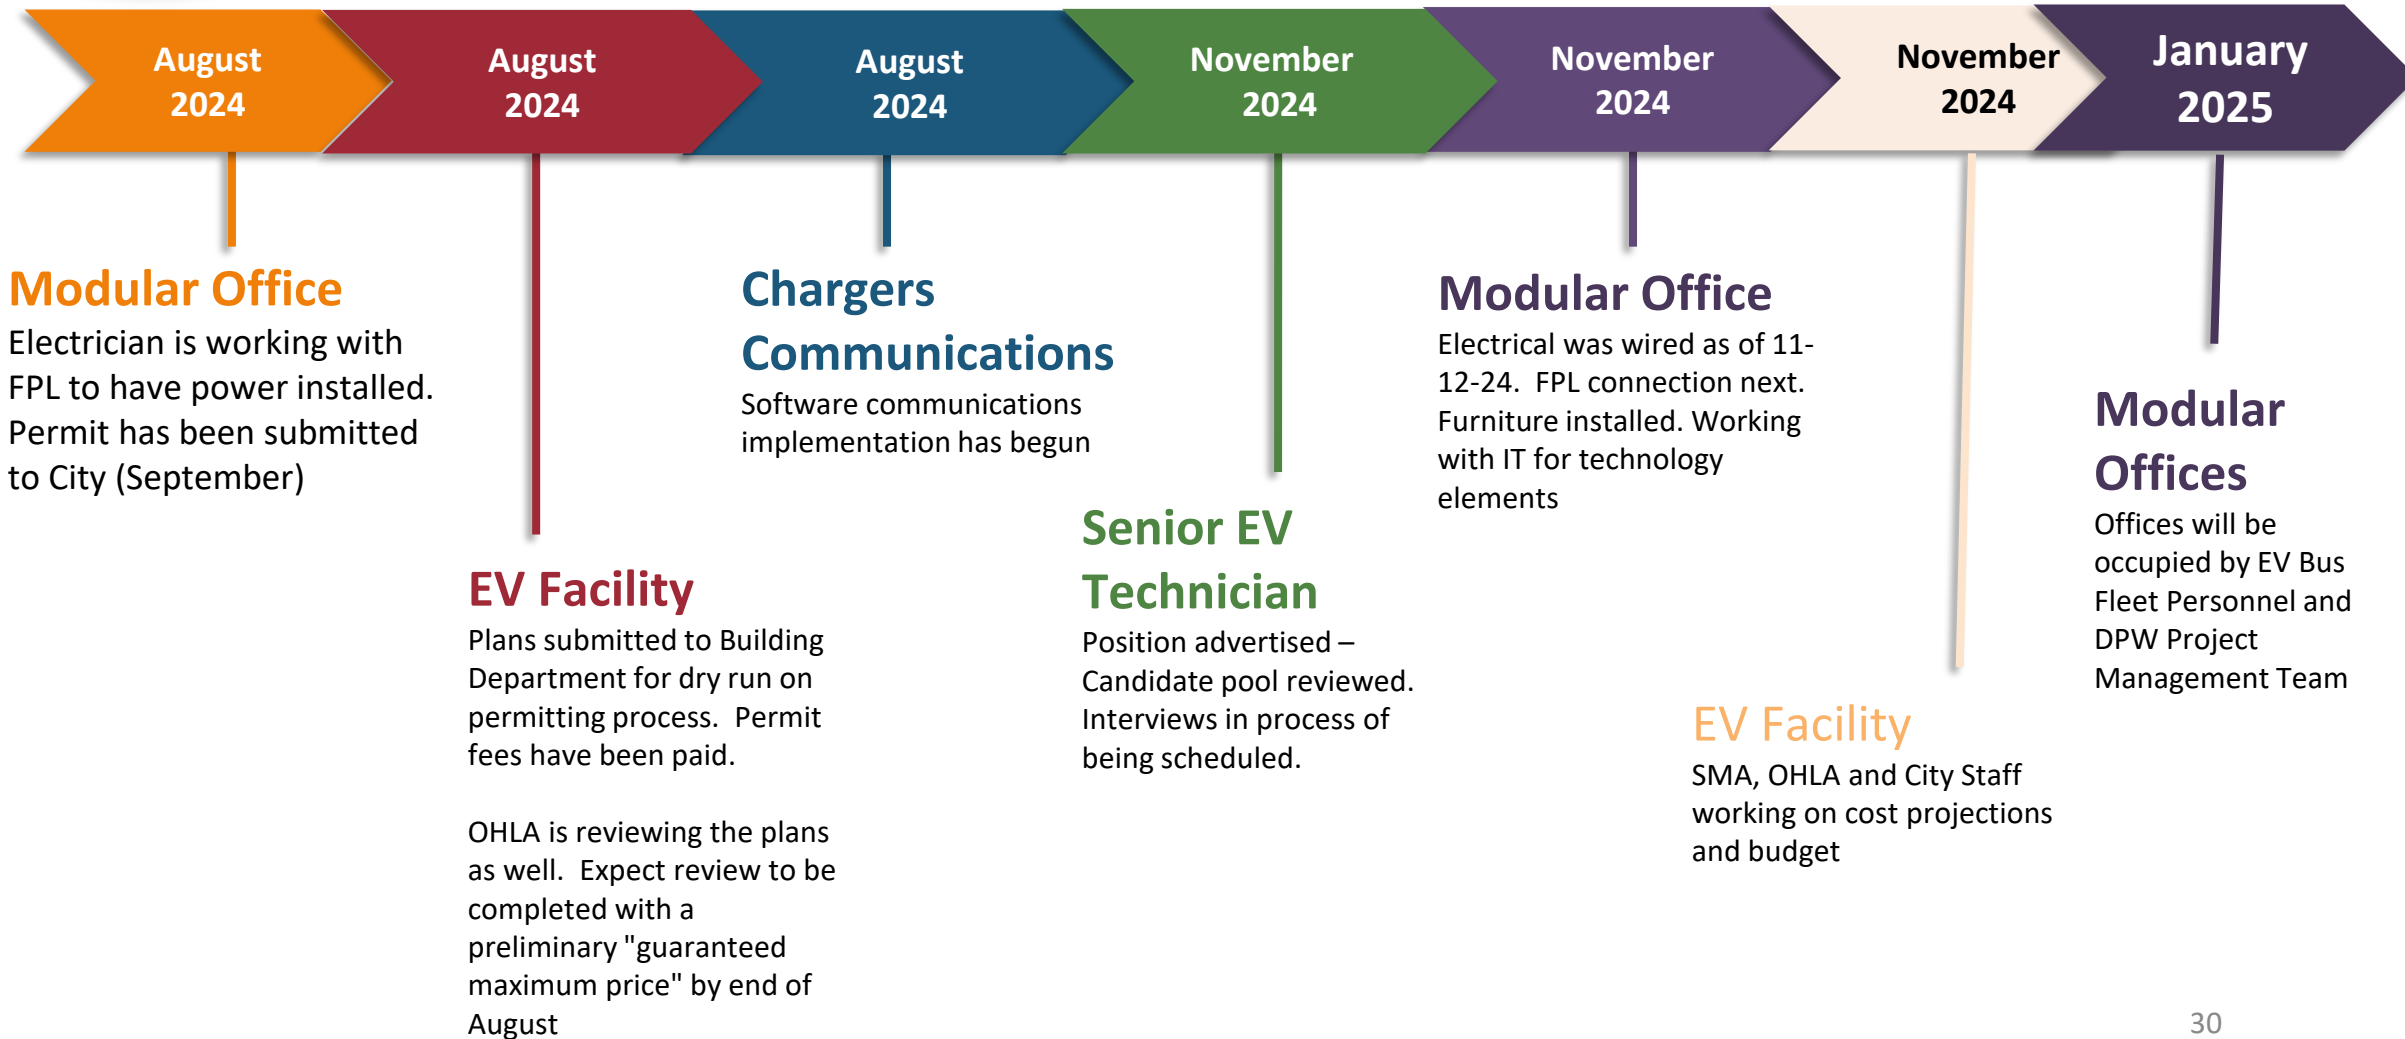 August
2024
August
2024
August
2024
November
2024
November
2024
November
2024
January
2025
Modular Office
Electrician is working with
FPL to have power installed.
Permit has been submitted
to City (September)
EV Facility
Plans submitted to Building
Department for dry run on
permitting process.  Permit
fees have been paid.
OHLA is reviewing the plans
as well.  Expect review to be
completed with a
preliminary "guaranteed
maximum price" by end of
August
Chargers
Communications
Software communications
implementation has begun
Senior EV
Technician
Position advertised –
Candidate pool reviewed.
Interviews in process of
being scheduled.
Modular Office
Electrical was wired as of 11-
12-24.  FPL connection next.
Furniture installed. Working
with IT for technology
elements
EV Facility
SMA, OHLA and City Staff
working on cost projections
and budget
Modular
Offices
Offices will be
occupied by EV Bus
Fleet Personnel and
DPW Project
Management Team
30